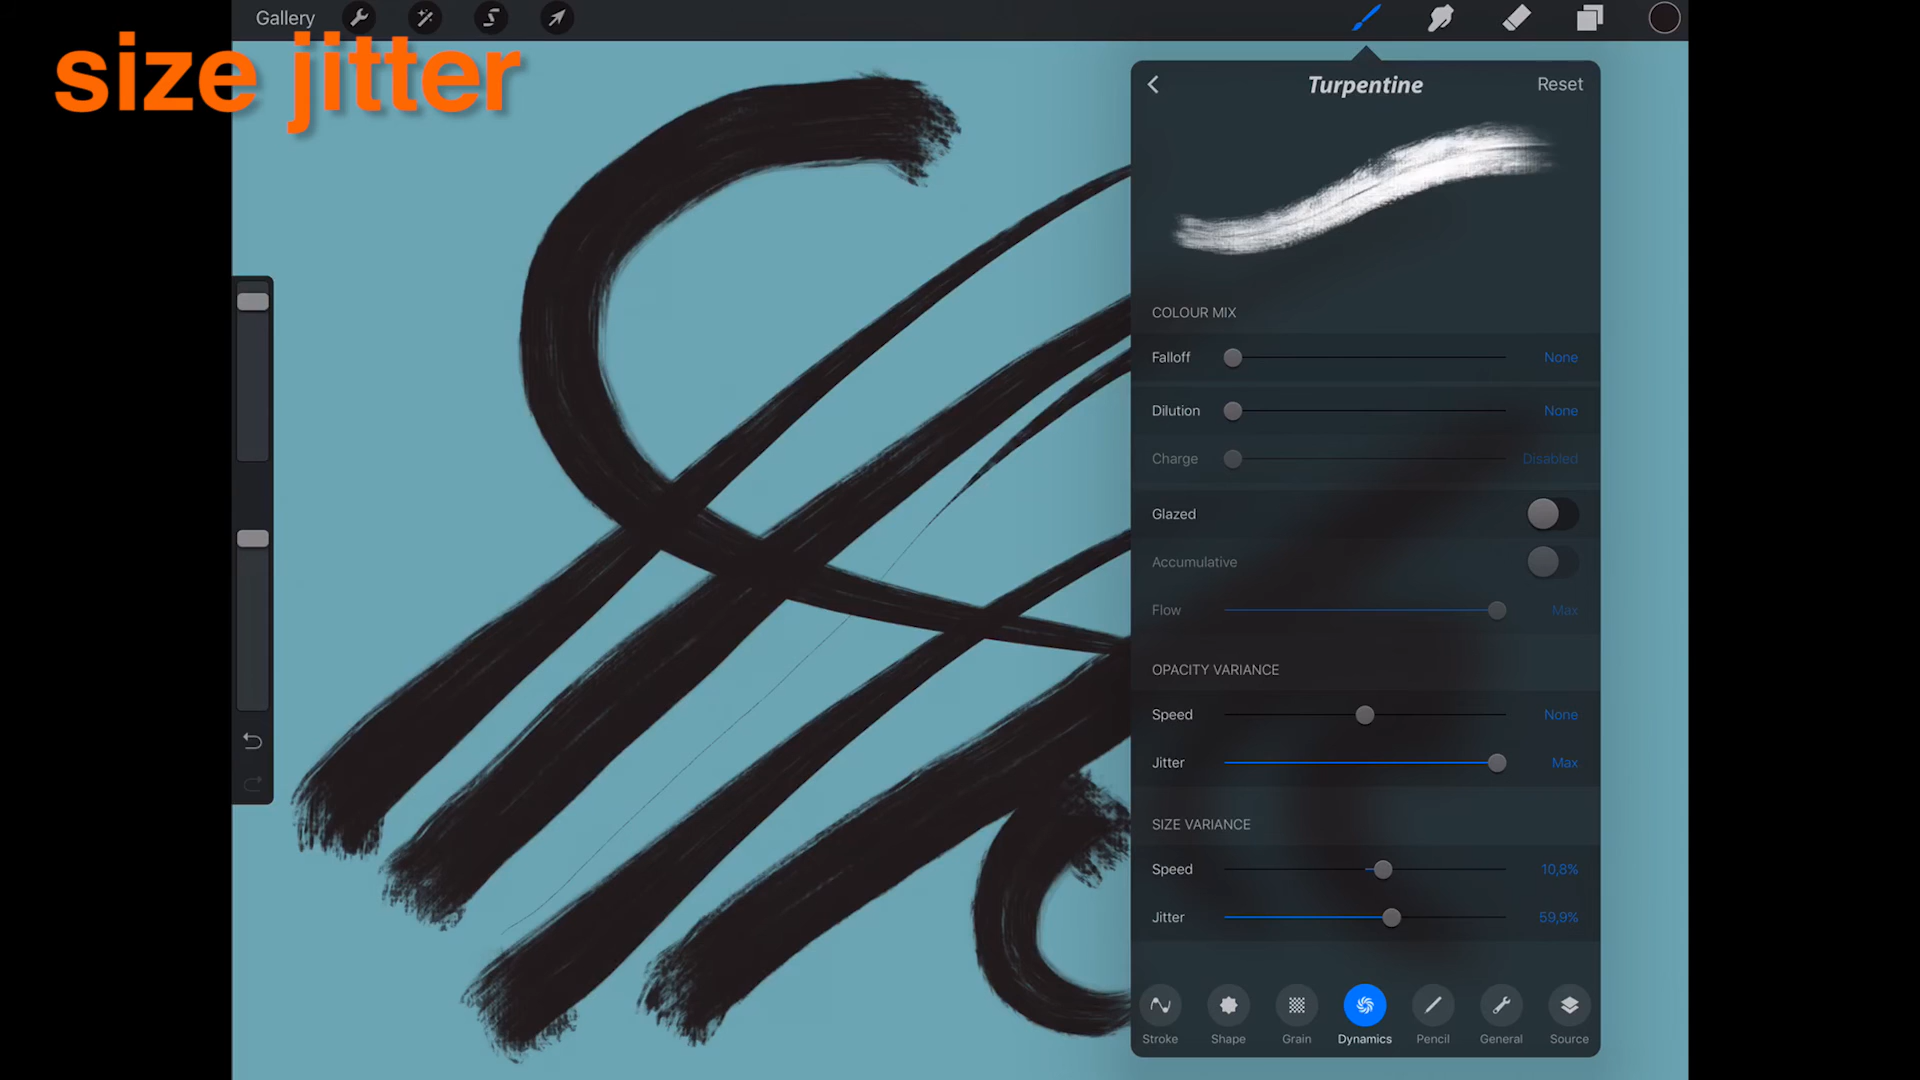 Gallery
size jitter
Turpentine
Reset
COLOUR MIX
Falloff None
Dilution None
Charge Disabled
Glazed
Accumulative
Flow Max
OPACITY VARIANCE
Speed None
Jitter Max
SIZE VARIANCE
Speed 10,8%
Jitter 59,9%
Stroke Shape Grain Dynamics Pencil General Source